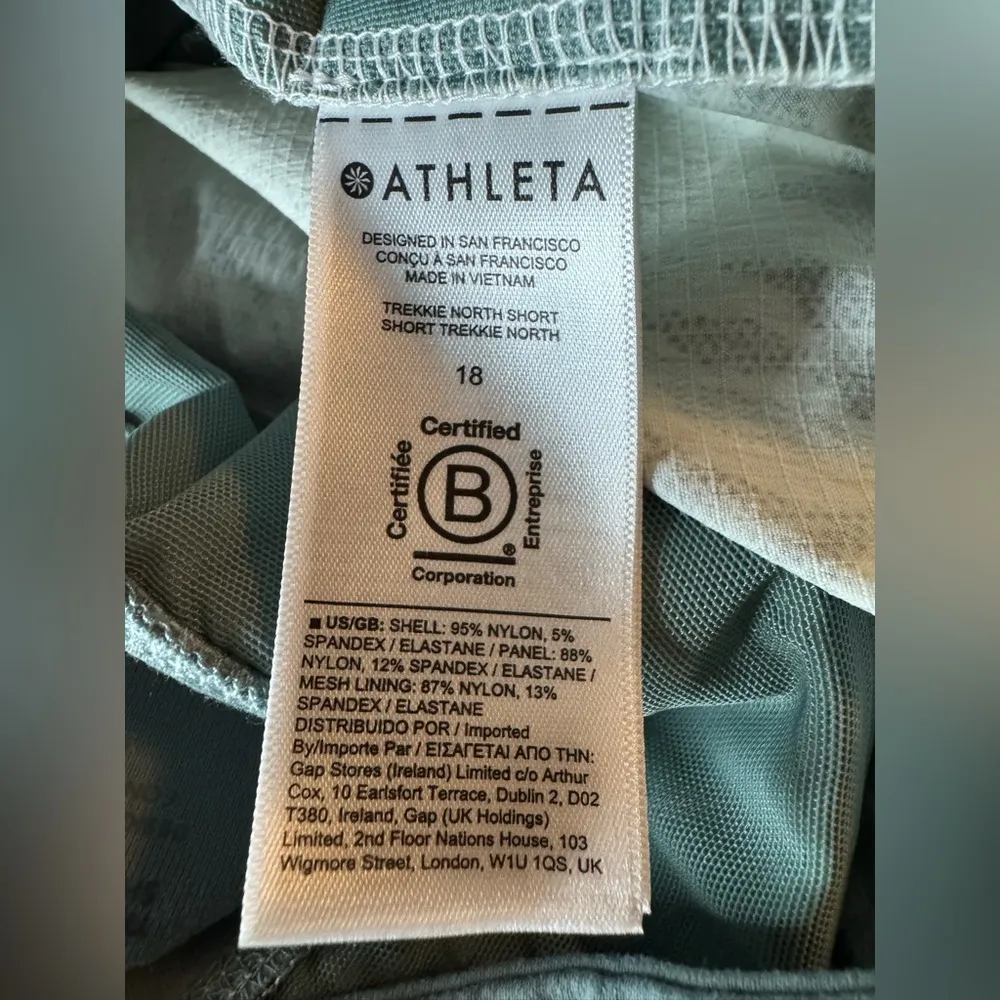 ATHLETA
DESIGNED IN SAN FRANCISCO
CONÇU À SAN FRANCISCO
MADE IN VIETNAM
TREKKIE NORTH SHORT
SHORT TREKKIE NORTH
18
Certified
Certifiée
B
Entreprise
®
Corporation
■ US/GB: SHELL: 95% NYLON, 5%
SPANDEX / ELASTANE / PANEL: 88%
NYLON, 12% SPANDEX / ELASTANE /
MESH LINING: 87% NYLON, 13%
SPANDEX / ELASTANE
DISTRIBUIDO POR / Imported
By/Importe Par / ΕΙΣΑΓΕΤΑΙ ΑΠΟ ΤΗΝ:
Gap Stores (Ireland) Limited c/o Arthur
Cox, 10 Earlsfort Terrace, Dublin 2, D02
T380, Ireland, Gap (UK Holdings)
Limited, 2nd Floor Nations House, 103
Wigmore Street, London, W1U 1QS, UK